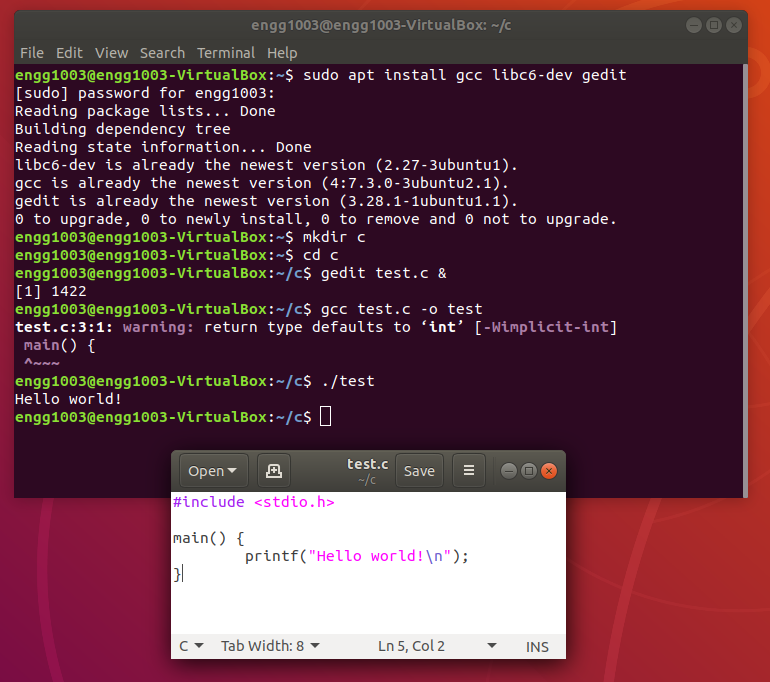 engg1003@engg1003-VirtualBox: ~/c
File Edit View Search Terminal Help
engg1003@engg1003-VirtualBox:~$ sudo apt install gcc libc6-dev gedit
[sudo] password for engg1003:
Reading package lists... Done
Building dependency tree
Reading state information... Done
libc6-dev is already the newest version (2.27-3ubuntu1).
gcc is already the newest version (4:7.3.0-3ubuntu2.1).
gedit is already the newest version (3.28.1-1ubuntu1.1).
0 to upgrade, 0 to newly install, 0 to remove and 0 not to upgrade.
engg1003@engg1003-VirtualBox:~$ mkdir c
engg1003@engg1003-VirtualBox:~$ cd c
engg1003@engg1003-VirtualBox:~/c$ gedit test.c &
[1] 1422
engg1003@engg1003-VirtualBox:~/c$ gcc test.c -o test
test.c:3:1: warning: return type defaults to ‘int’ [-Wimplicit-int]
 main() {
 ^~~~
engg1003@engg1003-VirtualBox:~/c$ ./test
Hello world!
engg1003@engg1003-VirtualBox:~/c$
Open test.c Save
~/c
#include <stdio.h>
main() {
        printf("Hello world!\n");
}
C Tab Width: 8 Ln 5, Col 2 INS